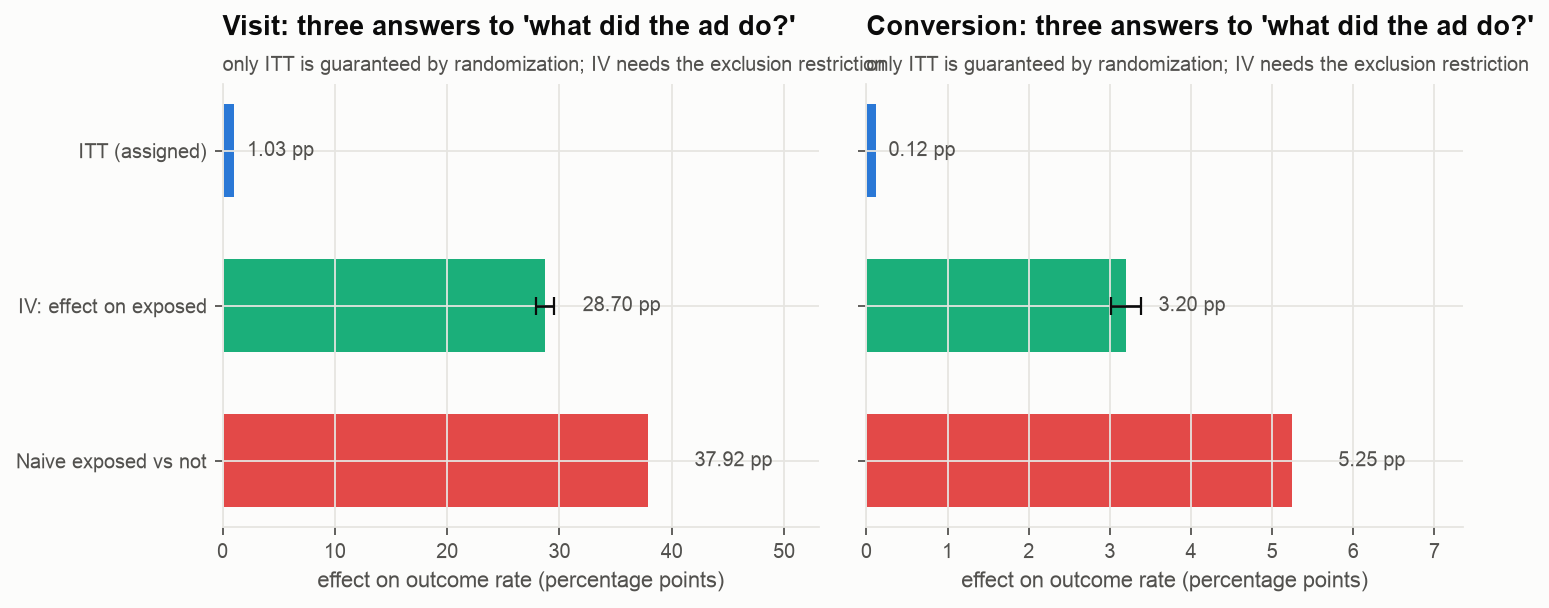 Visit: three answers to 'what did the ad do?'
only ITT is guaranteed by randomization; IV needs the exclusion restriction
ITT (assigned)
1.03 pp
IV: effect on exposed
28.70 pp
Naive exposed vs not
37.92 pp
0 10 20 30 40 50
effect on outcome rate (percentage points)
Conversion: three answers to 'what did the ad do?'
only ITT is guaranteed by randomization; IV needs the exclusion restriction
0.12 pp
3.20 pp
5.25 pp
0 1 2 3 4 5 6 7
effect on outcome rate (percentage points)